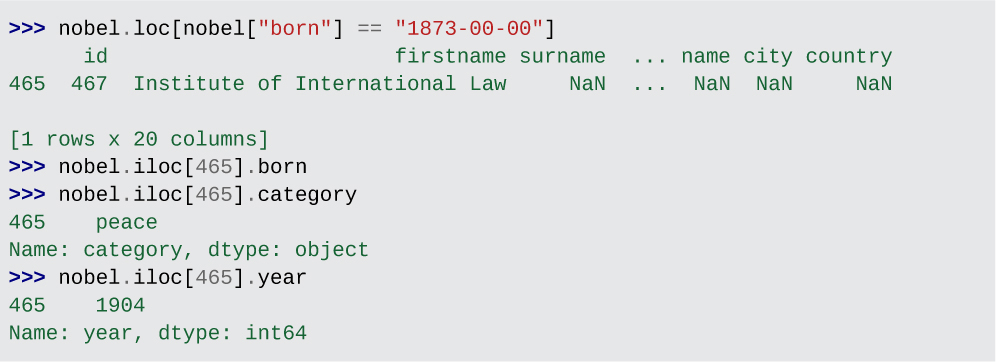 >>> nobel.loc[nobel["born"] == "1873-00-00"]
      id                       firstname surname  ... name city country
465  467  Institute of International Law     NaN  ...  NaN  NaN     NaN

[1 rows x 20 columns]
>>> nobel.iloc[465].born
>>> nobel.iloc[465].category
465    peace
Name: category, dtype: object
>>> nobel.iloc[465].year
465    1904
Name: year, dtype: int64